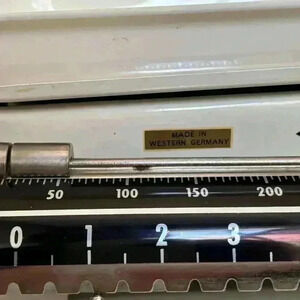 MADE IN
WESTERN GERMANY
50 100 150 200
0 1 2 3